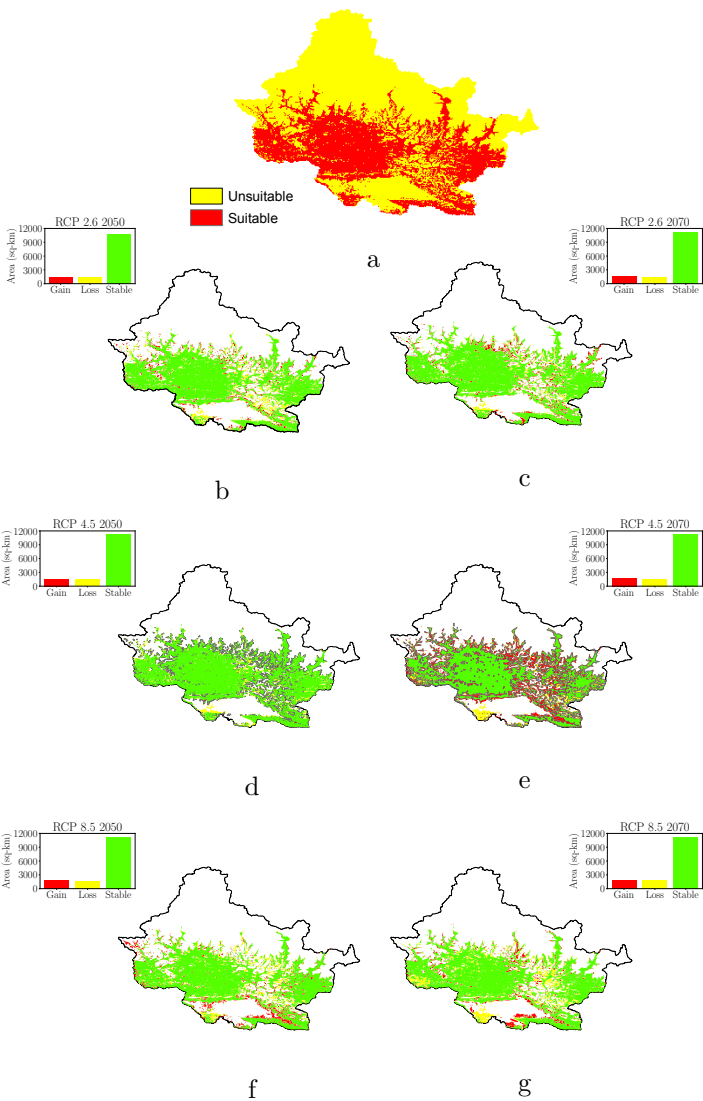 Unsuitable
Suitable
a
RCP 2.6 2050
Area (sq-km)
12000
9000
6000
3000
0
Gain Loss Stable
b
RCP 2.6 2070
Area (sq-km)
12000
9000
6000
3000
0
Gain Loss Stable
c
RCP 4.5 2050
Area (sq-km)
12000
9000
6000
3000
0
Gain Loss Stable
d
RCP 4.5 2070
Area (sq-km)
12000
9000
6000
3000
0
Gain Loss Stable
e
RCP 8.5 2050
Area (sq-km)
12000
9000
6000
3000
0
Gain Loss Stable
f
RCP 8.5 2070
Area (sq-km)
12000
9000
6000
3000
0
Gain Loss Stable
g